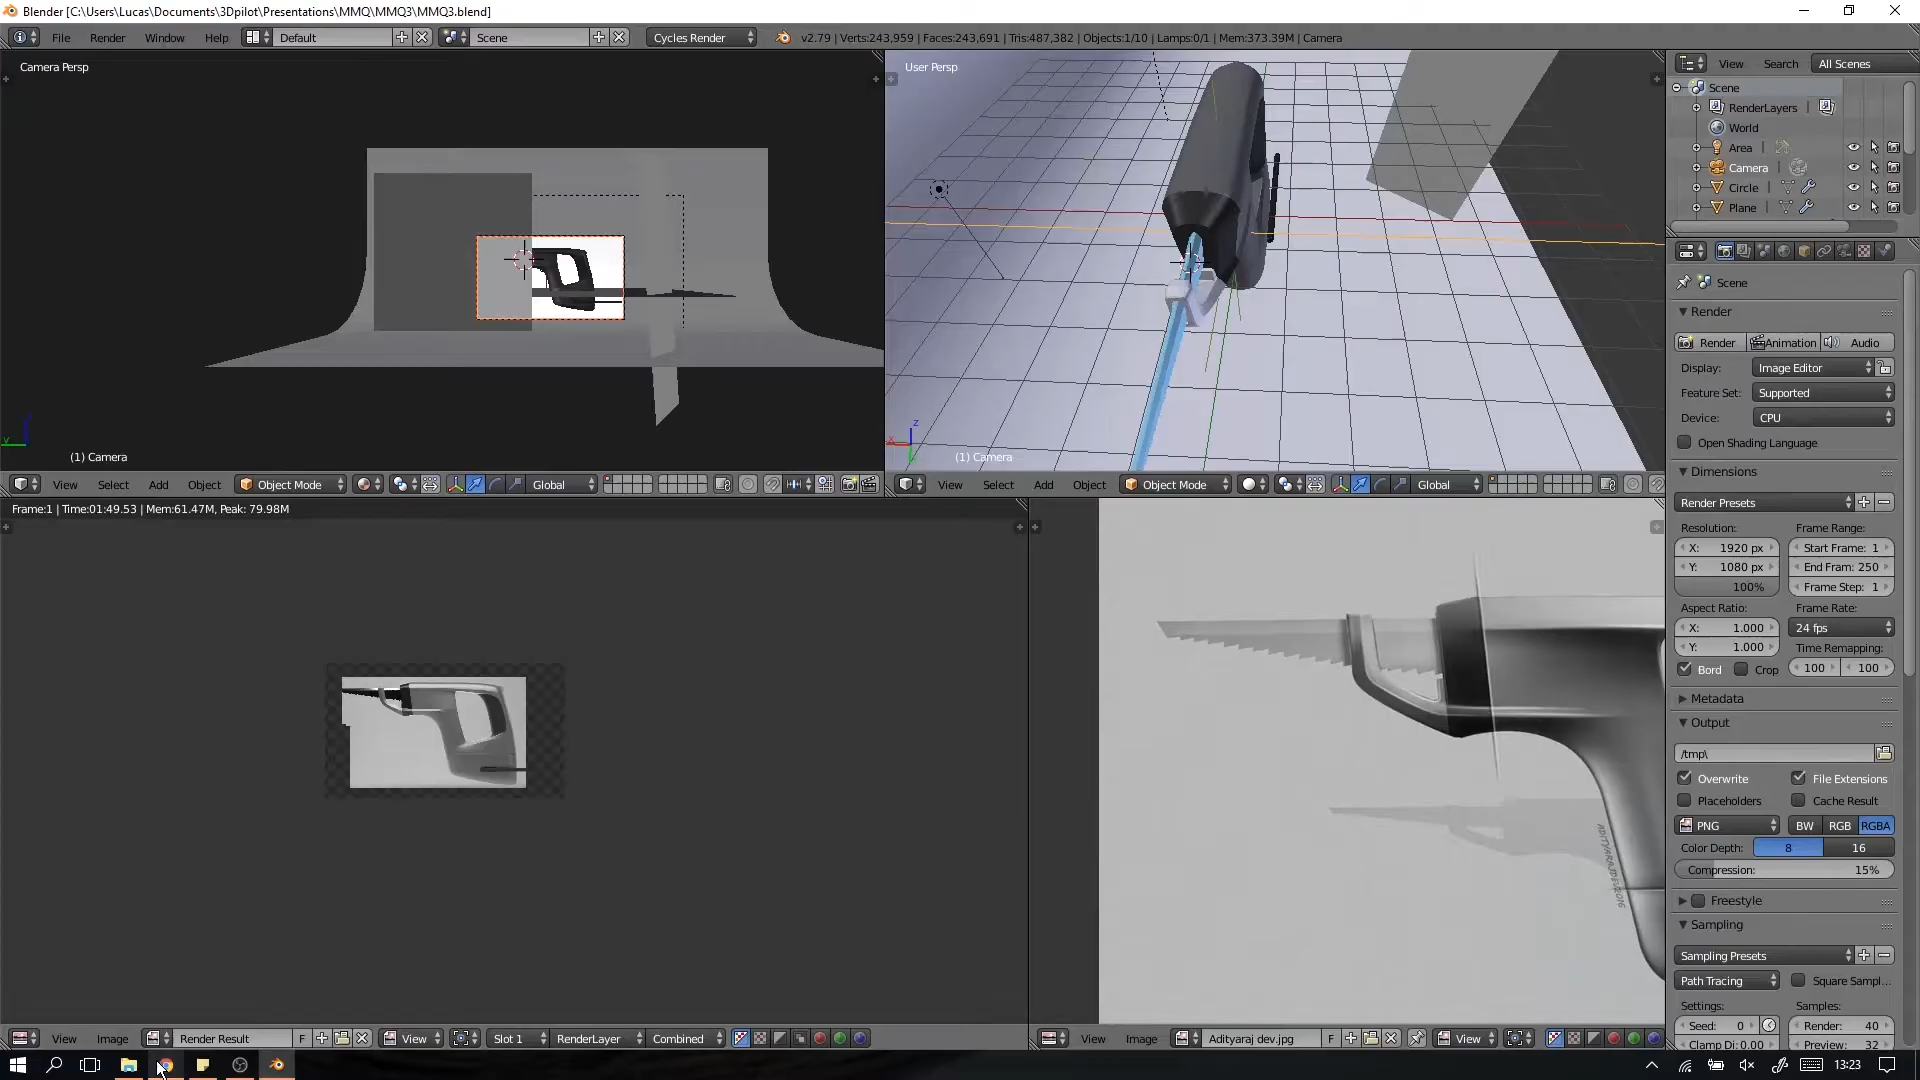 Blender [C:\Users\Lucas\Documents\3Dpilot\Presentations\MMQ\MMQ3\MMQ3.blend]
File Render Window Help Default Scene Cycles Render v2.79 | Verts:243,959 | Faces:243,691 | Tris:487,382 | Objects:1/10 | Lamps:0/1 | Mem:373.39M | Camera
Camera Persp
(1) Camera
View Select Add Object Object Mode Global
User Persp
(1) Camera
View Select Add Object Object Mode Global
Frame:1 | Time:01:49.53 | Mem:61.47M, Peak: 79.98M
View Image Render Result F View Slot 1 RenderLayer Combined
View Image Adityaraj dev.jpg F View
View Search All Scenes
Scene
RenderLayers
World
Area
Camera
Circle
Plane
Scene
Render
Render Animation Audio
Display: Image Editor
Feature Set: Supported
Device: CPU
Open Shading Language
Dimensions
Render Presets
Resolution: Frame Range:
X: 1920 px Start Frame: 1
Y: 1080 px End Fram: 250
100% Frame Step: 1
Aspect Ratio: Frame Rate:
X: 1.000 24 fps
Y: 1.000 Time Remapping:
Bord Crop 100 100
Metadata
Output
/tmp\
Overwrite File Extensions
Placeholders Cache Result
PNG BW RGB RGBA
Color Depth: 8 16
Compression: 15%
Freestyle
Sampling
Sampling Presets
Path Tracing Square Sampl...
Settings: Samples:
Seed: 0 Render: 40
Clamp Di:0.00 Preview: 32
13:23